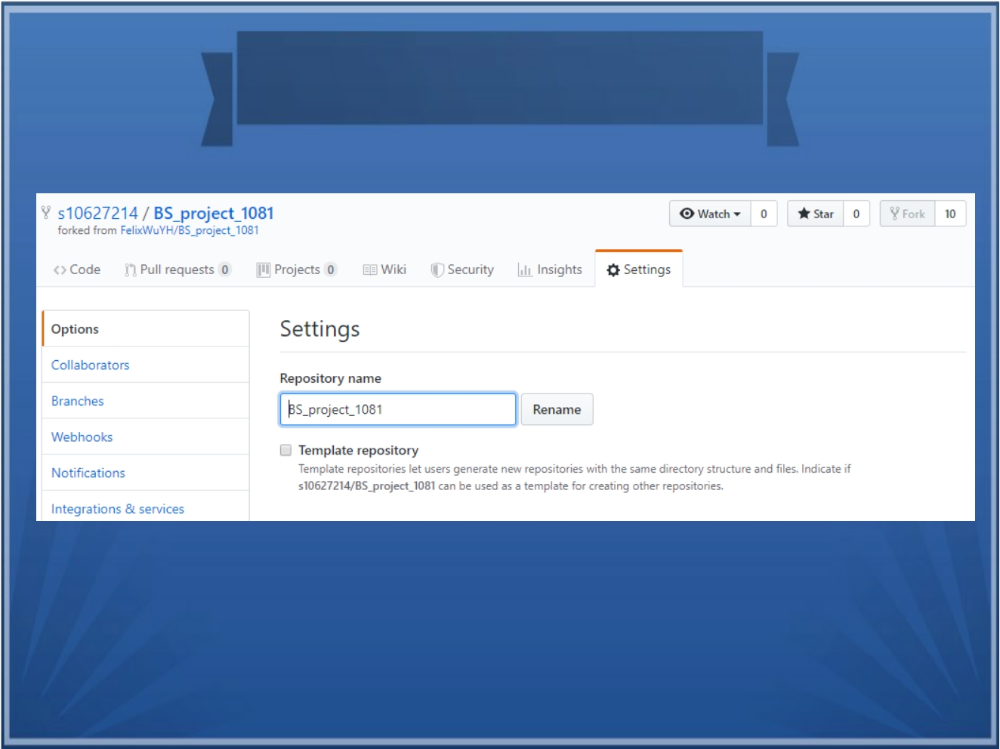 s10627214 / BS_project_1081
Watch 0 Star 0 Fork 10
forked from FelixWuYH/BS_project_1081
Code Pull requests 0 Projects 0 Wiki Security Insights Settings
Options
Collaborators
Branches
Webhooks
Notifications
Integrations & services
Settings
Repository name
BS_project_1081 Rename
Template repository
Template repositories let users generate new repositories with the same directory structure and files. Indicate if
s10627214/BS_project_1081 can be used as a template for creating other repositories.